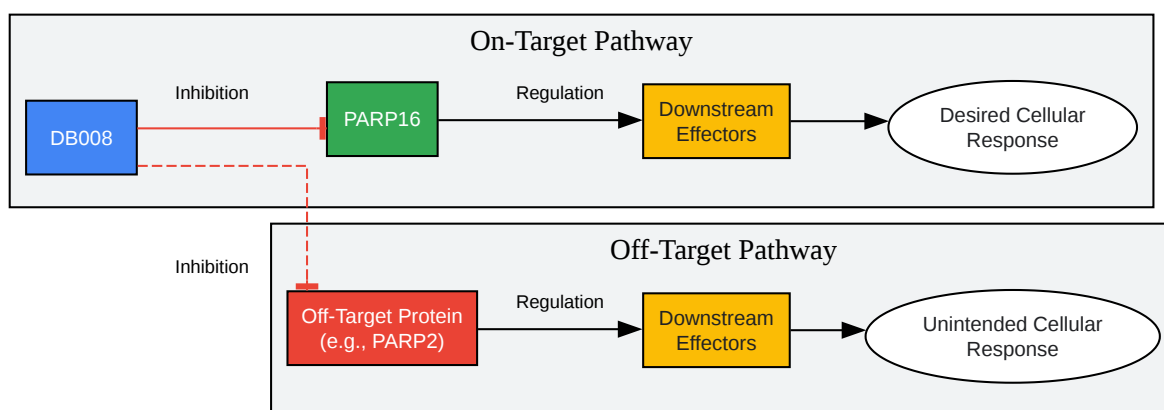 On-Target Pathway
DB008
Inhibition
PARP16
Regulation
Downstream
Effectors
Desired Cellular
Response
Off-Target Pathway
Inhibition
Off-Target Protein
(e.g., PARP2)
Regulation
Downstream
Effectors
Unintended Cellular
Response